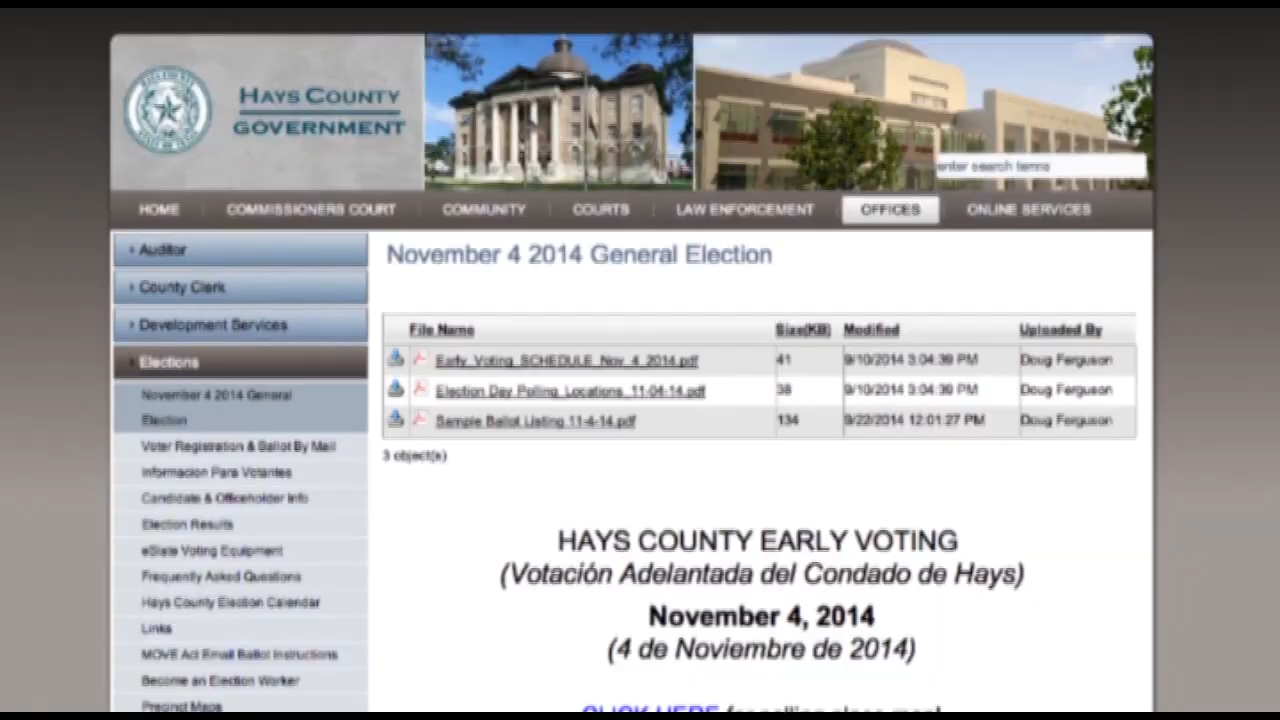 HAYS COUNTY
GOVERNMENT
enter search terms
HOME COMMISSIONERS COURT COMMUNITY COURTS LAW ENFORCEMENT OFFICES ONLINE SERVICES
Auditor
County Clerk
Development Services
Elections
November 4 2014 General
Election
Voter Registration & Ballot By Mail
Informacion Para Votantes
Candidate & Officeholder Info
Election Results
eSlate Voting Equipment
Frequently Asked Questions
Hays County Election Calendar
Links
MOVE Act Email Ballot Instructions
Become an Election Worker
Precinct Maps
November 4 2014 General Election
File Name Size(KB) Modified Uploaded By
Early_Voting_SCHEDULE_Nov._4_2014.pdf 41 9/10/2014 3:04:39 PM Doug Ferguson
Election Day Polling_Locations_11-04-14.pdf 38 9/10/2014 3:04:39 PM Doug Ferguson
Sample Ballot Listing 11-4-14.pdf 134 9/22/2014 12:01:27 PM Doug Ferguson
3 object(s)
HAYS COUNTY EARLY VOTING
(Votación Adelantada del Condado de Hays)
November 4, 2014
(4 de Noviembre de 2014)
CLICK HERE for polling place